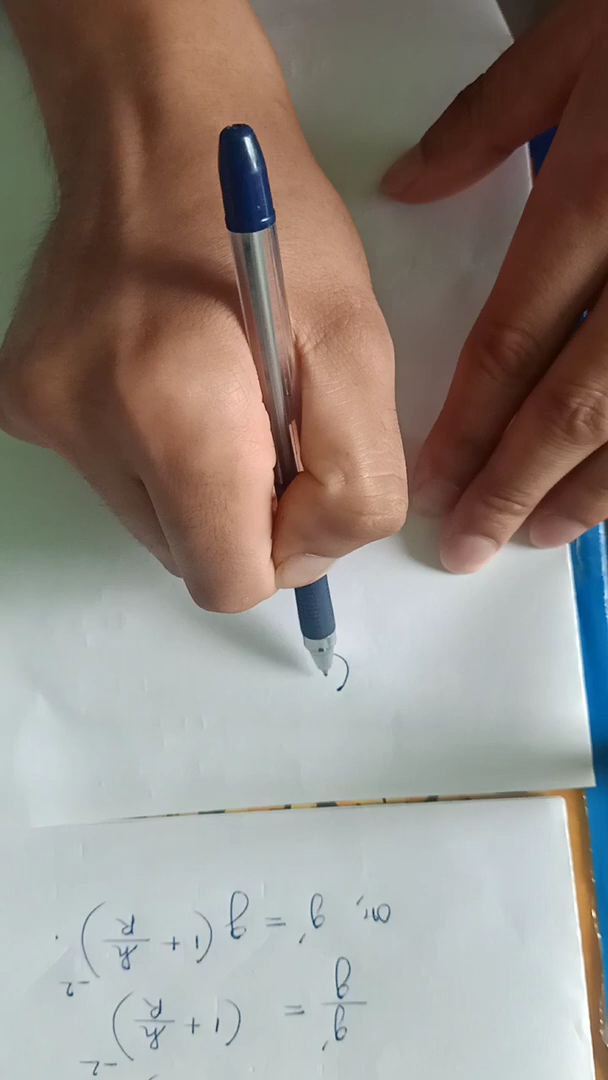 g'/g = (1 + h/R)⁻²
or, g' = g (1 + h/R)⁻² .